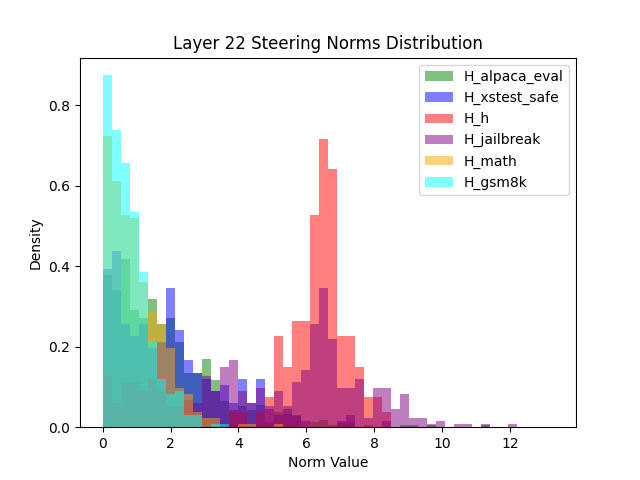 Layer 22 Steering Norms Distribution
H_alpaca_eval
H_xstest_safe
H_h
H_jailbreak
H_math
H_gsm8k
Density
0.8
0.6
0.4
0.2
0.0
0 2 4 6 8 10 12
Norm Value